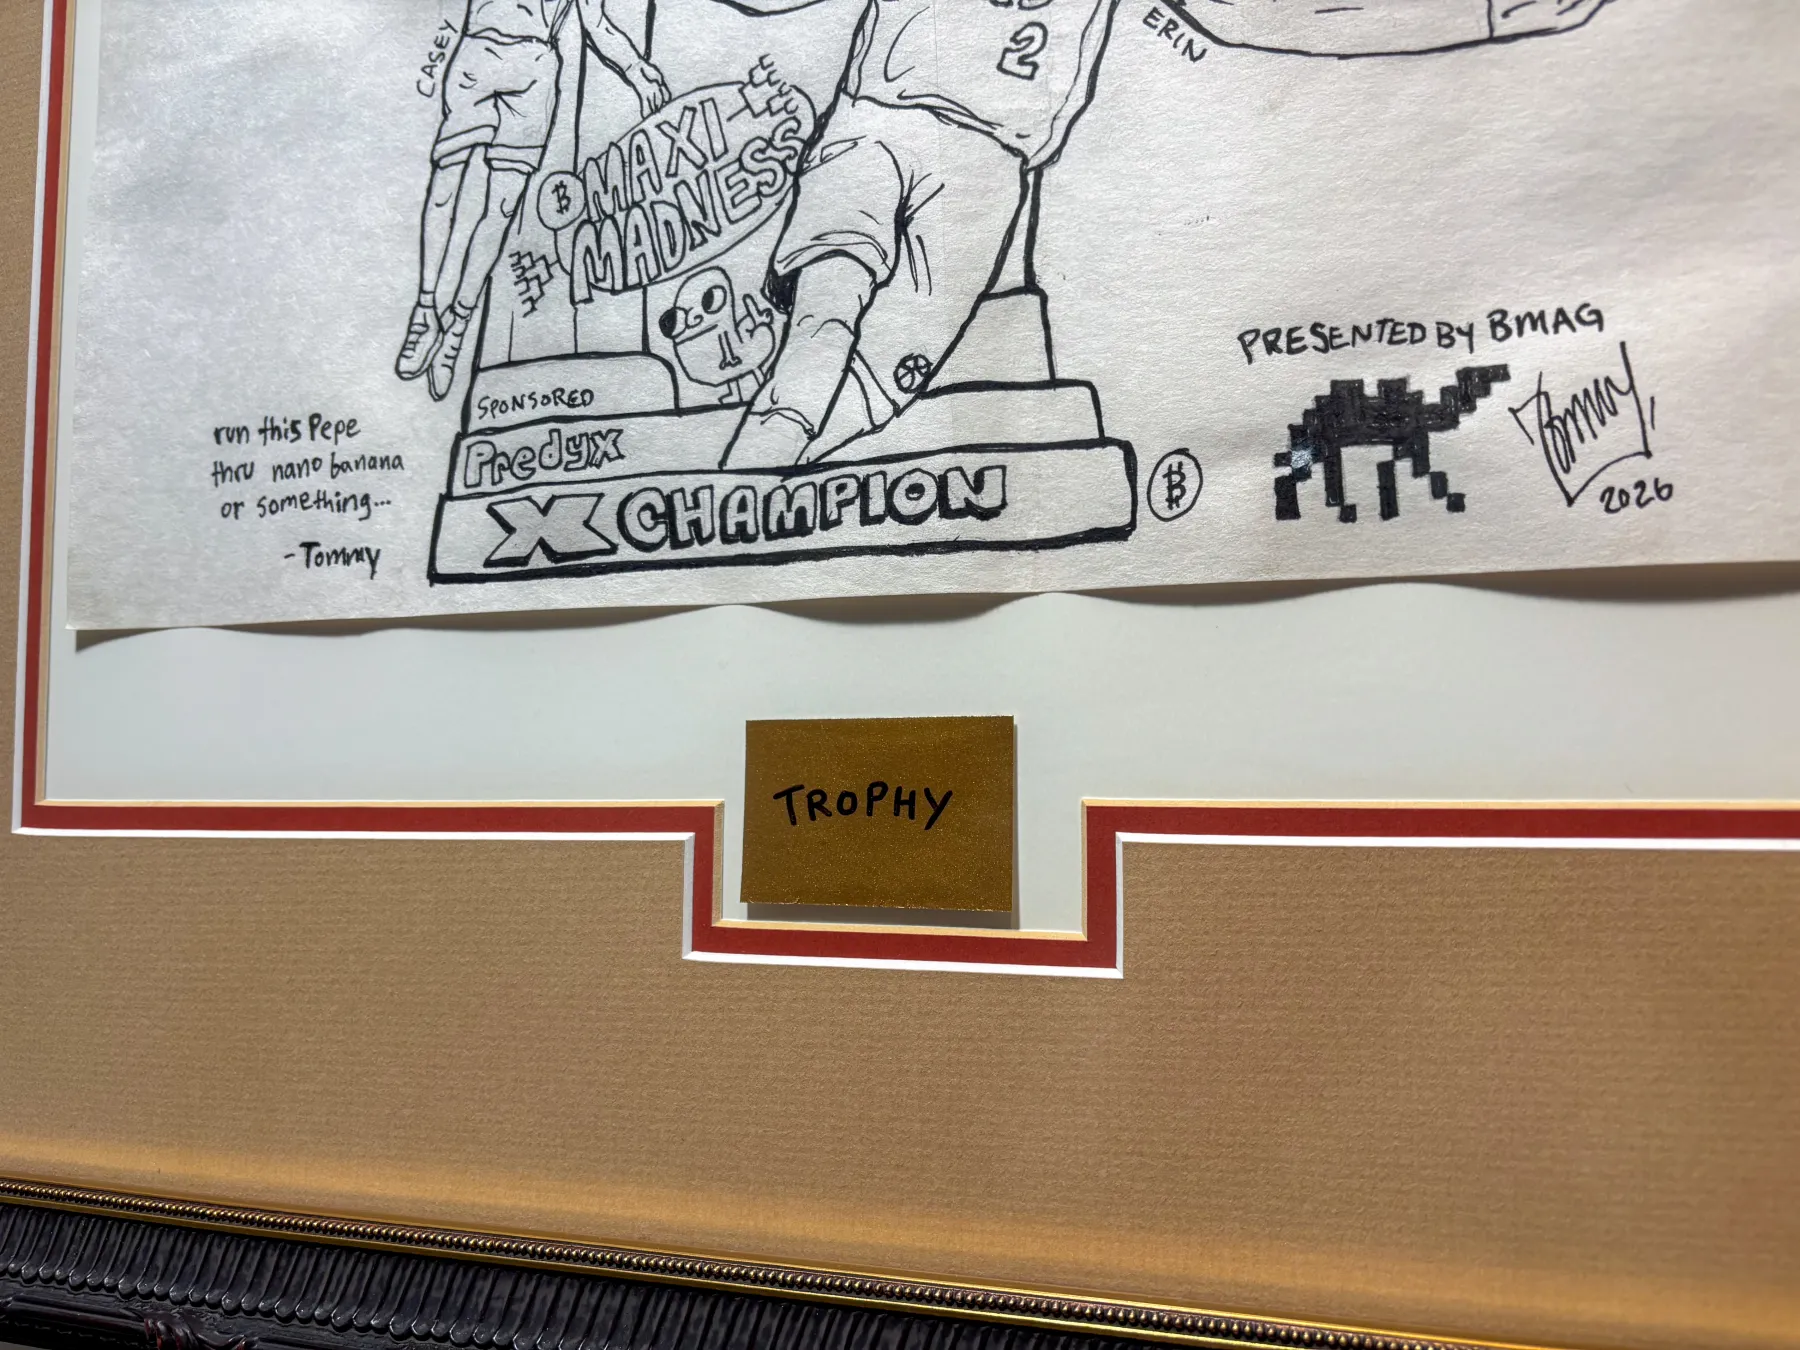 CASEY
2
ERIN
MAXI
MADNESS
PRESENTED BY BMAG
SPONSORED
Predyx
X CHAMPION
run this Pepe
thru nano banana
or something...
-Tommy
Tommy
2026
TROPHY